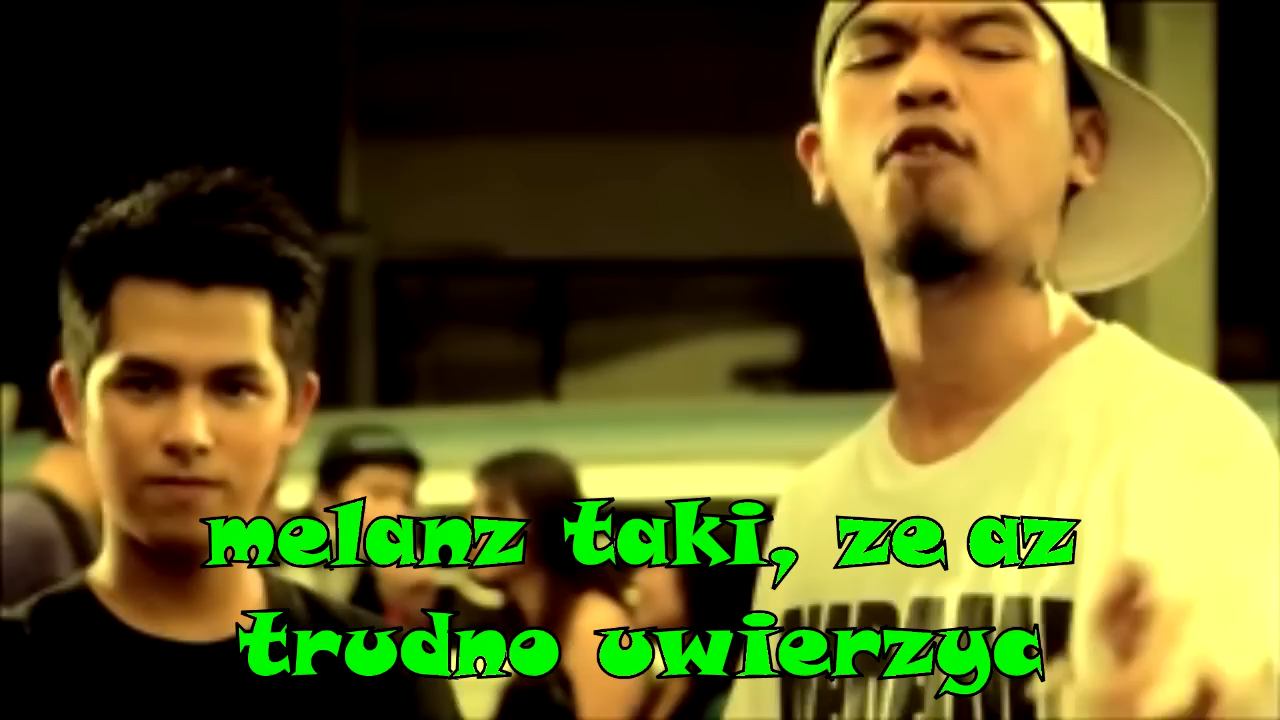 melanz taki, ze az
trudno uwierzyc